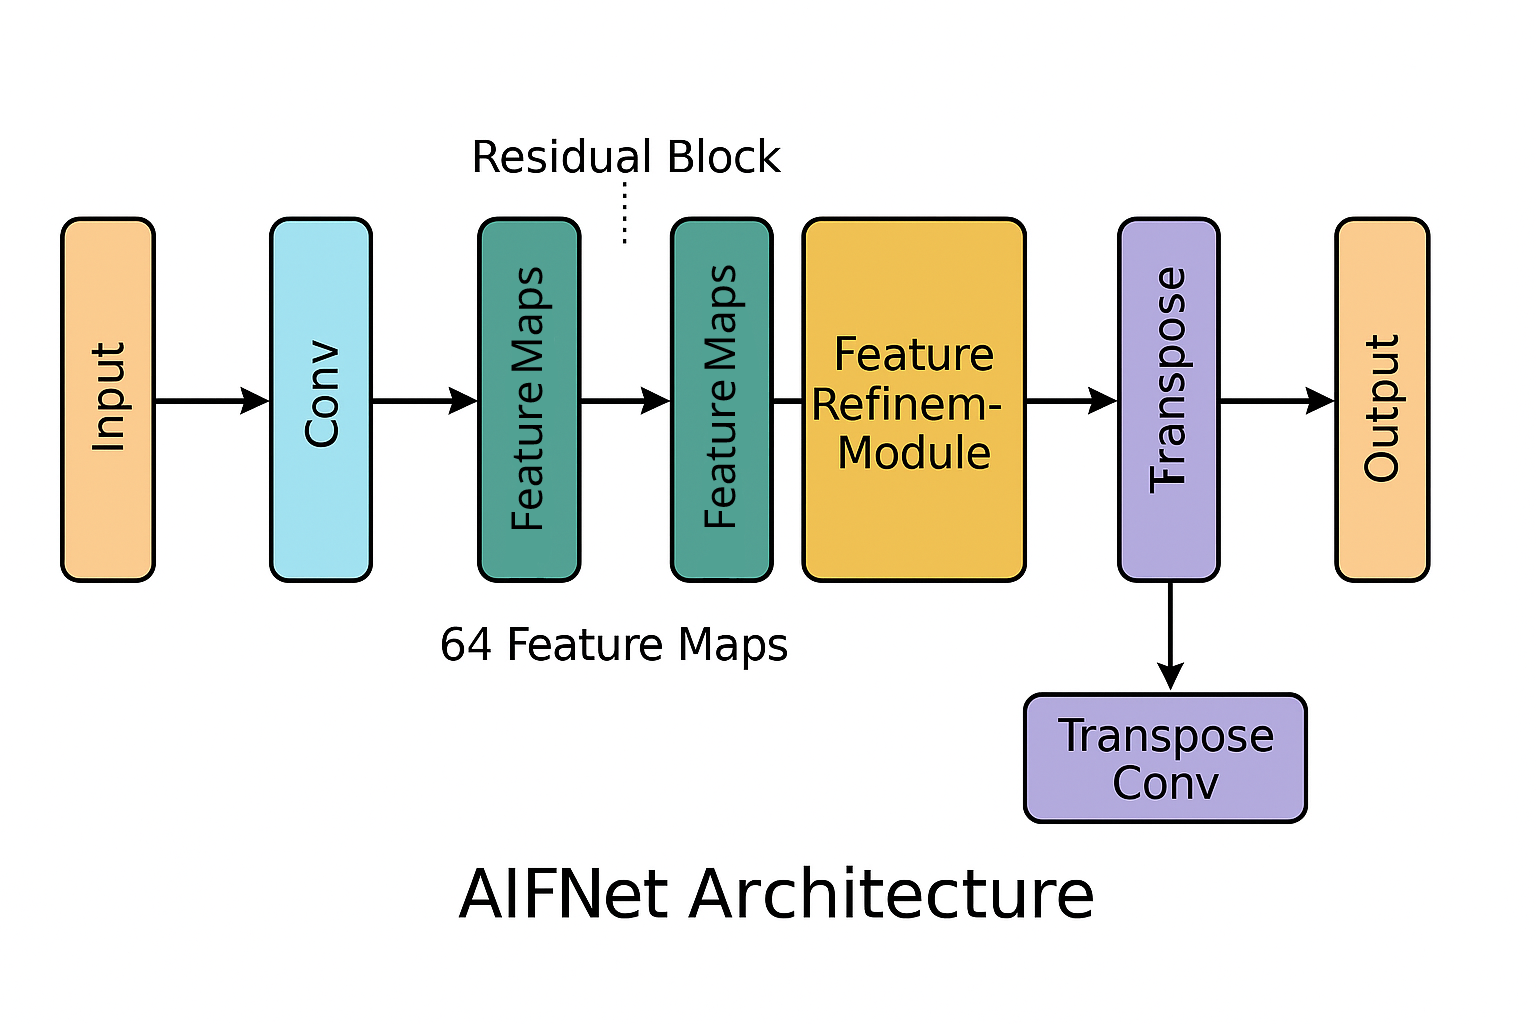 Residual Block
Input
Conv
Feature Maps
Feature Maps
Feature
Refinem-
Module
Transpose
Output
64 Feature Maps
Transpose
Conv
AIFNet Architecture